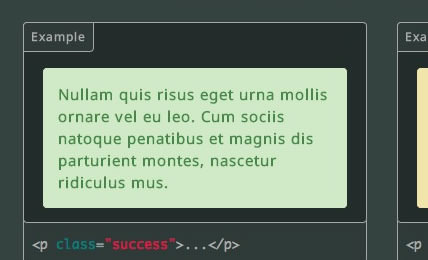 Example
Exa
Nullam quis risus eget urna mollis
ornare vel eu leo. Cum sociis
natoque penatibus et magnis dis
parturient montes, nascetur
ridiculus mus.
<p class="success">...</p>
<p